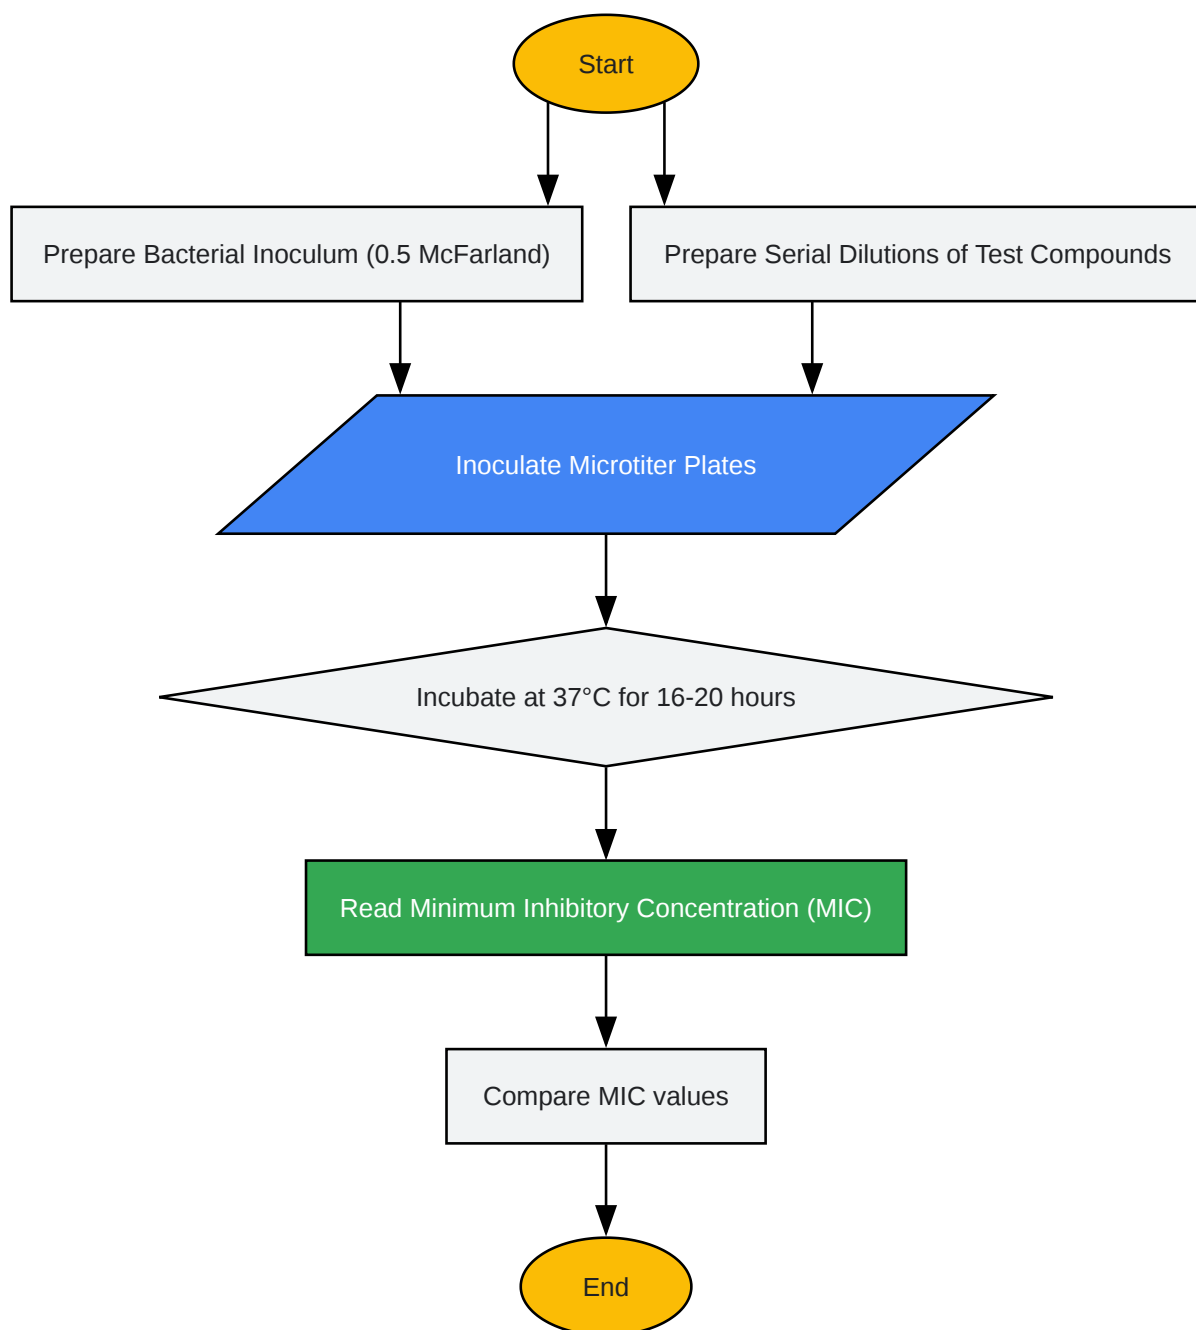 Start
Prepare Bacterial Inoculum (0.5 McFarland)
Prepare Serial Dilutions of Test Compounds
Inoculate Microtiter Plates
Incubate at 37°C for 16-20 hours
Read Minimum Inhibitory Concentration (MIC)
Compare MIC values
End